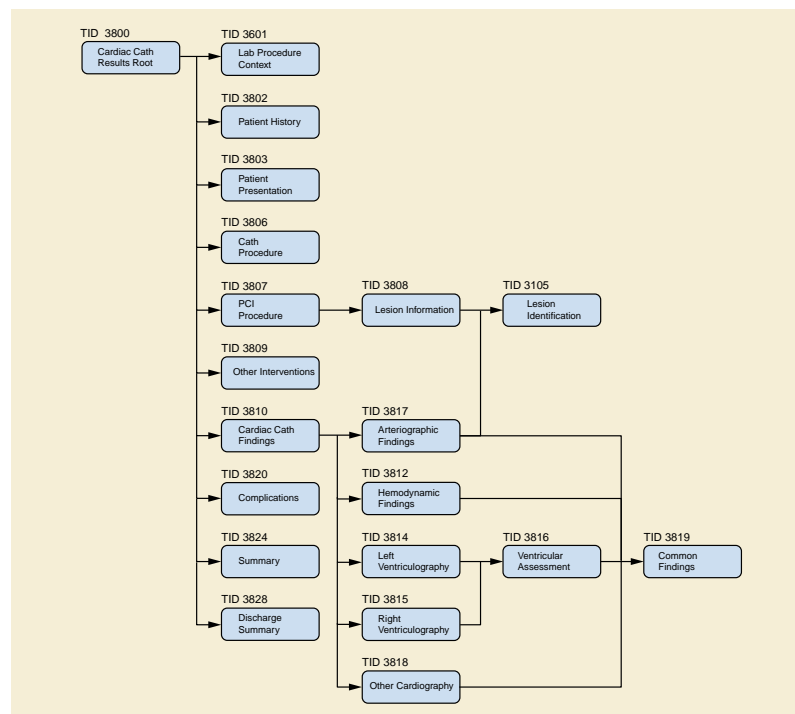 TID 3800
Cardiac Cath
Results Root
TID 3601
Lab Procedure
Context
TID 3802
Patient History
TID 3803
Patient
Presentation
TID 3806
Cath
Procedure
TID 3807
PCI
Procedure
TID 3808
Lesion Information
TID 3105
Lesion
Identification
TID 3809
Other Interventions
TID 3810
Cardiac Cath
Findings
TID 3817
Arteriographic
Findings
TID 3820
Complications
TID 3812
Hemodynamic
Findings
TID 3824
Summary
TID 3814
Left
Ventriculography
TID 3816
Ventricular
Assessment
TID 3819
Common
Findings
TID 3828
Discharge
Summary
TID 3815
Right
Ventriculography
TID 3818
Other Cardiography